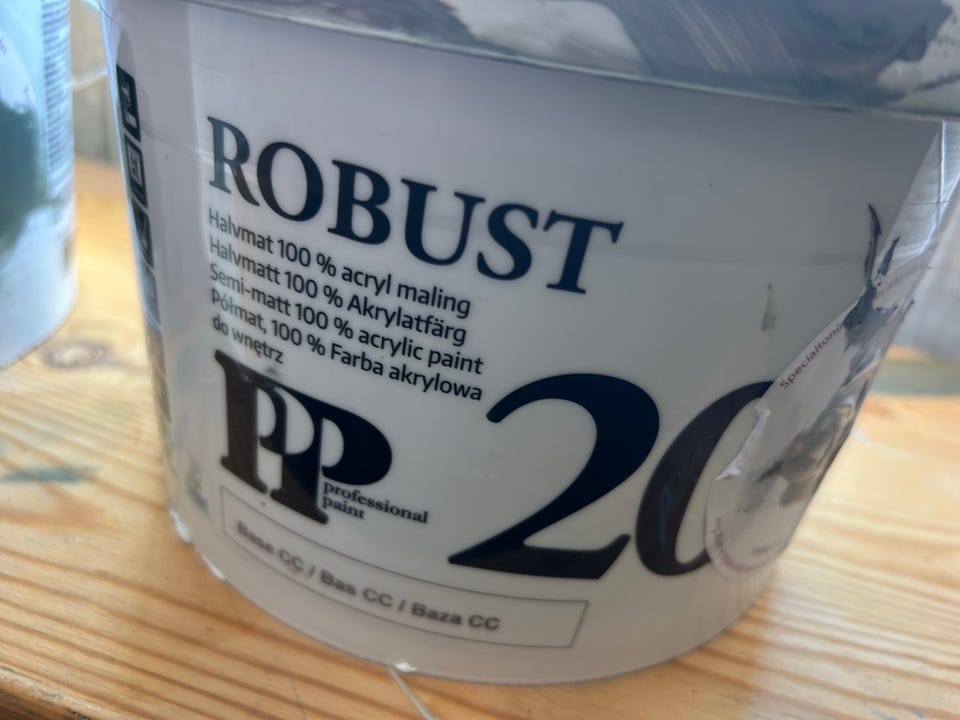 ROBUST
Halvmat 100 % acryl maling
Halvmatt 100 % Akrylatfärg
Semi-matt 100 % acrylic paint
Półmat, 100 % Farba akrylowa
do wnętrz
PP
professional
paint
20
Base CC / Bas CC / Baza CC